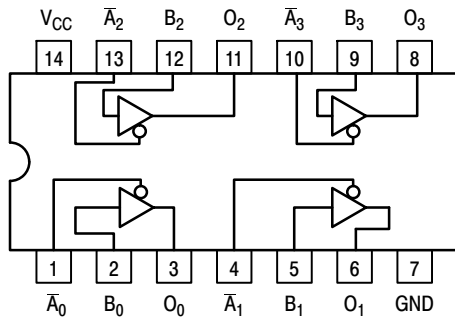 V_CC A̅₂ B₂ O₂ A̅₃ B₃ O₃
14 13 12 11 10 9 8
1 2 3 4 5 6 7
A̅₀ B₀ O₀ A̅₁ B₁ O₁ GND